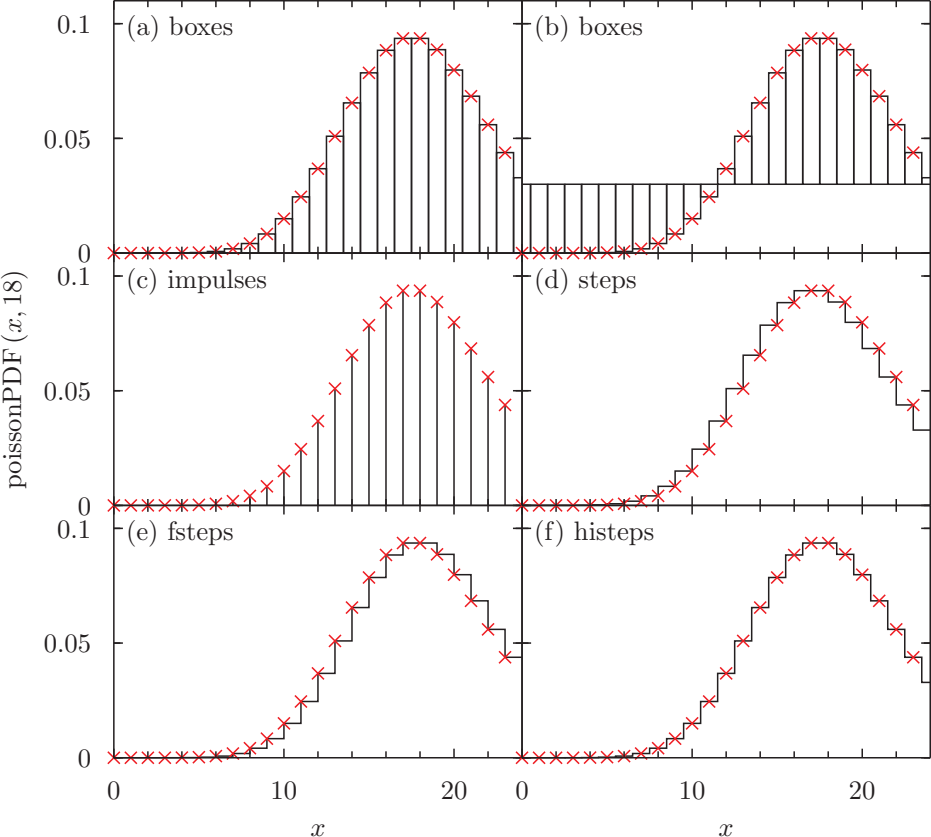 0.1
(a) boxes
(b) boxes
0.05
0
0.1
(c) impulses
(d) steps
0.05
0
0.1
(e) fsteps
(f) histeps
0.05
0
0 10 20 0 10 20
x x
poissonPDF (x, 18)